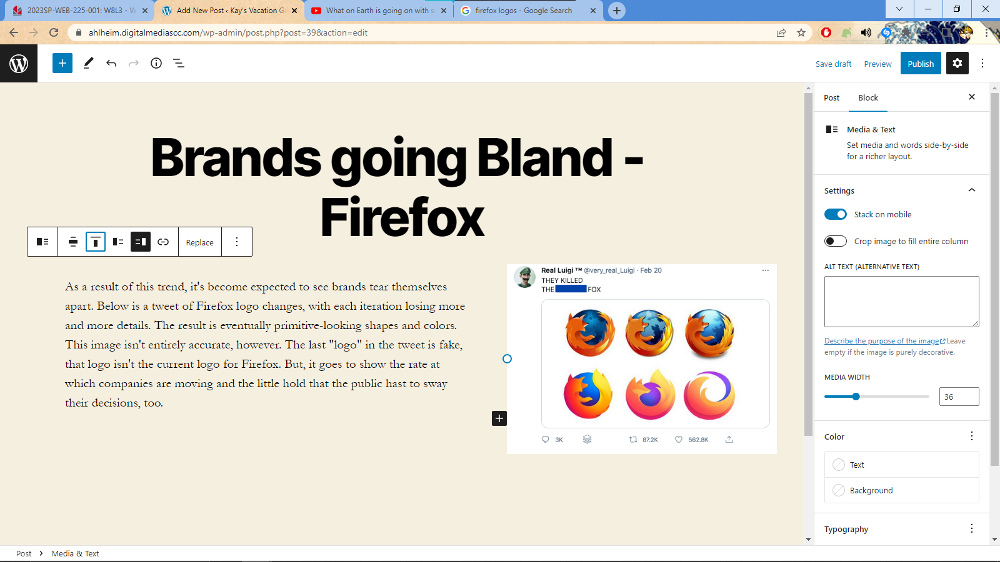 2023SP-WEB-225-001: W8L3 - W
Add New Post ‹ Kay's Vacation G
What on Earth is going on with s
firefox logos - Google Search
ahlheim.digitalmediascc.com/wp-admin/post.php?post=39&action=edit
Save draft
Preview
Publish
Brands going Bland -
Firefox
Replace
As a result of this trend, it's become expected to see brands tear themselves
apart. Below is a tweet of Firefox logo changes, with each iteration losing more
and more details. The result is eventually primitive-looking shapes and colors.
This image isn't entirely accurate, however. The last "logo" in the tweet is fake,
that logo isn't the current logo for Firefox. But, it goes to show the rate at
which companies are moving and the little hold that the public hast to sway
their decisions, too.
Real Luigi ™ @very_real_Luigi · Feb 20
THEY KILLED
THE FOX
3K
87.2K
562.8K
Post
Block
Media & Text
Set media and words side-by-side
for a richer layout.
Settings
Stack on mobile
Crop image to fill entire column
ALT TEXT (ALTERNATIVE TEXT)
Describe the purpose of the image Leave
empty if the image is purely decorative.
MEDIA WIDTH
36
Color
Text
Background
Typography
Post
Media & Text